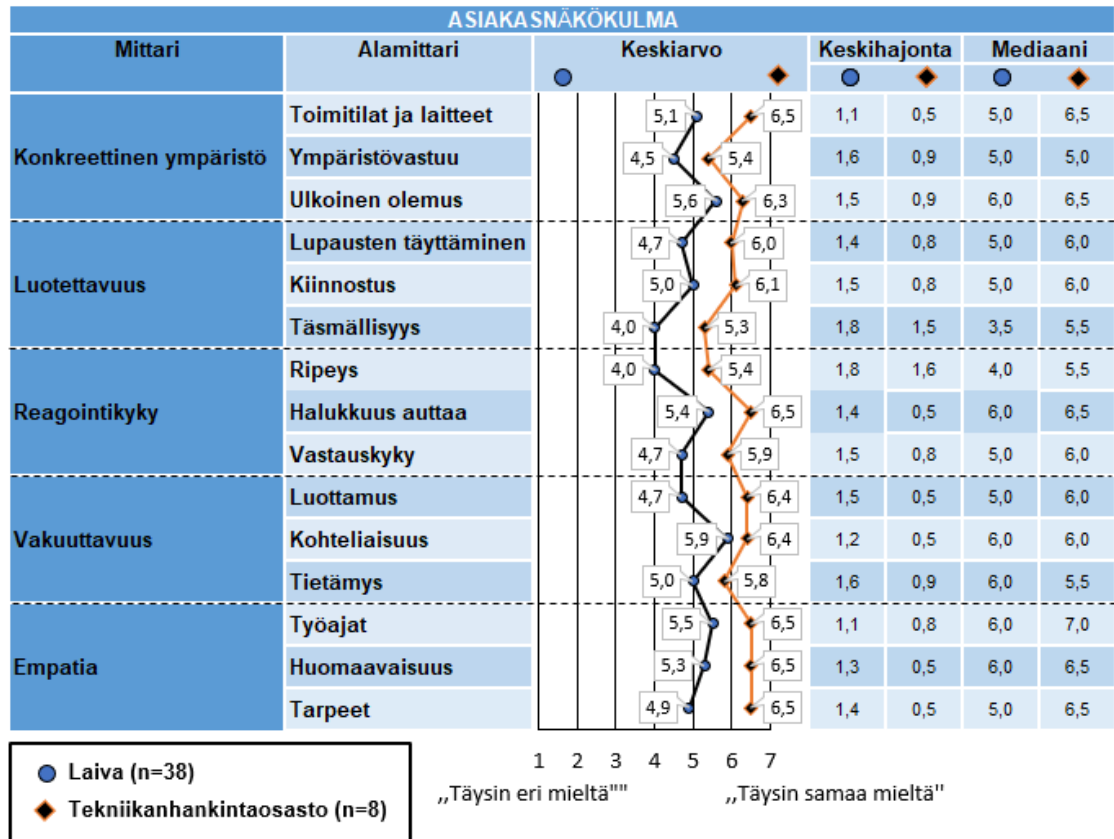 ASIAKASNÄKÖKULMA
Mittari Alamittari Keskiarvo Keskihajonta Mediaani
Toimitilat ja laitteet 5,1 6,5 1,1 0,5 5,0 6,5
Konkreettinen ympäristö Ympäristövastuu 4,5 5,4 1,6 0,9 5,0 5,0
Ulkoinen olemus 5,6 6,3 1,5 0,9 6,0 6,5
Lupausten täyttäminen 4,7 6,0 1,4 0,8 5,0 6,0
Luotettavuus Kiinnostus 5,0 6,1 1,5 0,8 5,0 6,0
Täsmällisyys 4,0 5,3 1,8 1,5 3,5 5,5
Ripeys 4,0 5,4 1,8 1,6 4,0 5,5
Reagointikyky Halukkuus auttaa 5,4 6,5 1,4 0,5 6,0 6,5
Vastauskyky 4,7 5,9 1,5 0,8 5,0 6,0
Luottamus 4,7 6,4 1,5 0,5 5,0 6,0
Vakuuttavuus Kohteliaisuus 5,9 6,4 1,2 0,5 6,0 6,0
Tietämys 5,0 5,8 1,6 0,9 6,0 5,5
Työajat 5,5 6,5 1,1 0,8 6,0 7,0
Empatia Huomaavaisuus 5,3 6,5 1,3 0,5 6,0 6,5
Tarpeet 4,9 6,5 1,4 0,5 5,0 6,5
1 2 3 4 5 6 7
,,Täysin eri mieltä"" ,,Täysin samaa mieltä"
Laiva (n=38)
Tekniikanhankintaosasto (n=8)